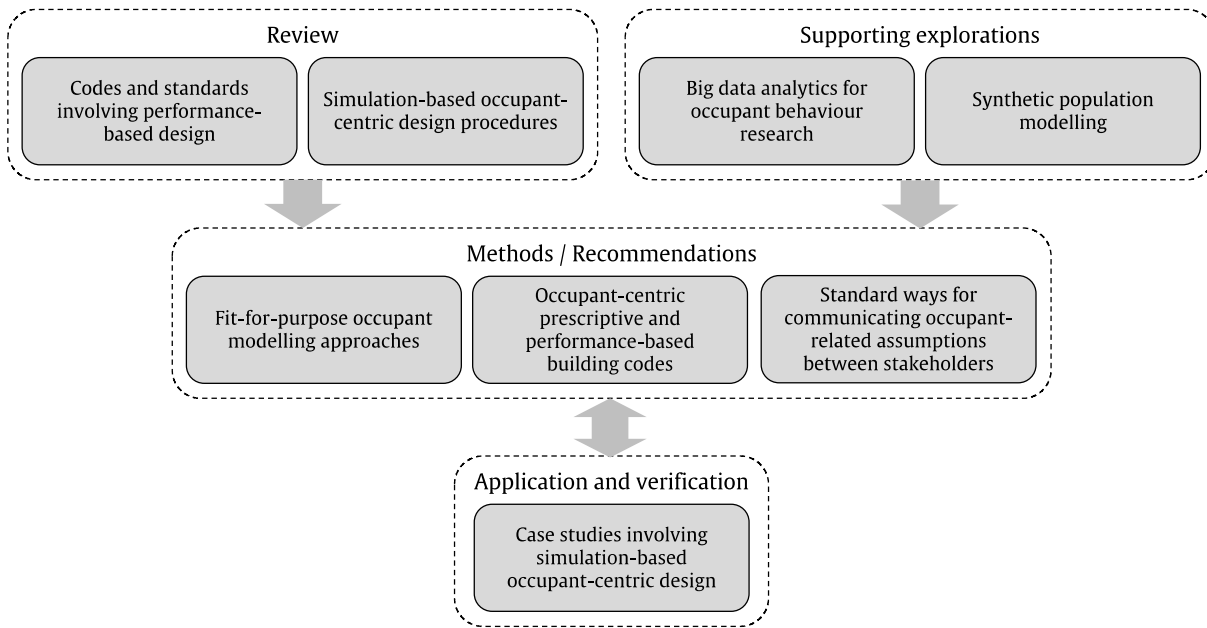 Review
Codes and standards
involving performance-
based design
Simulation-based occupant-
centric design procedures
Supporting explorations
Big data analytics for
occupant behaviour
research
Synthetic population
modelling
Methods / Recommendations
Fit-for-purpose occupant
modelling approaches
Occupant-centric
prescriptive and
performance-based
building codes
Standard ways for
communicating occupant-
related assumptions
between stakeholders
Application and verification
Case studies involving
simulation-based
occupant-centric design